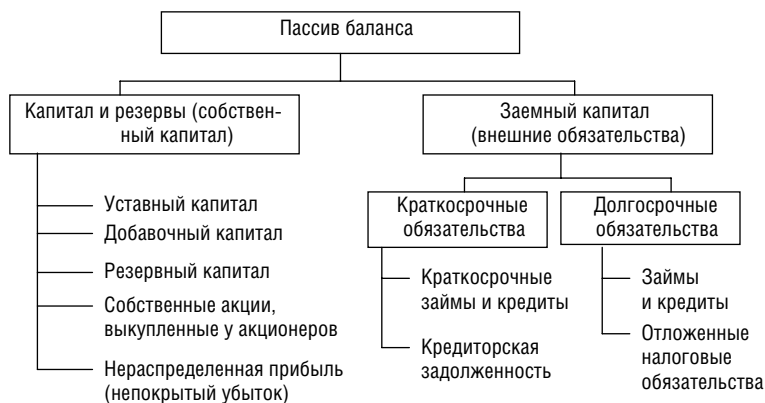 Пассив баланса
Капитал и резервы (собствен-
ный капитал)
Заемный капитал
(внешние обязательства)
Уставный капитал
Добавочный капитал
Резервный капитал
Собственные акции,
выкупленные у акционеров
Нераспределенная прибыль
(непокрытый убыток)
Краткосрочные
обязательства
Краткосрочные
займы и кредиты
Кредиторская
задолженность
Долгосрочные
обязательства
Займы
и кредиты
Отложенные
налоговые
обязательства